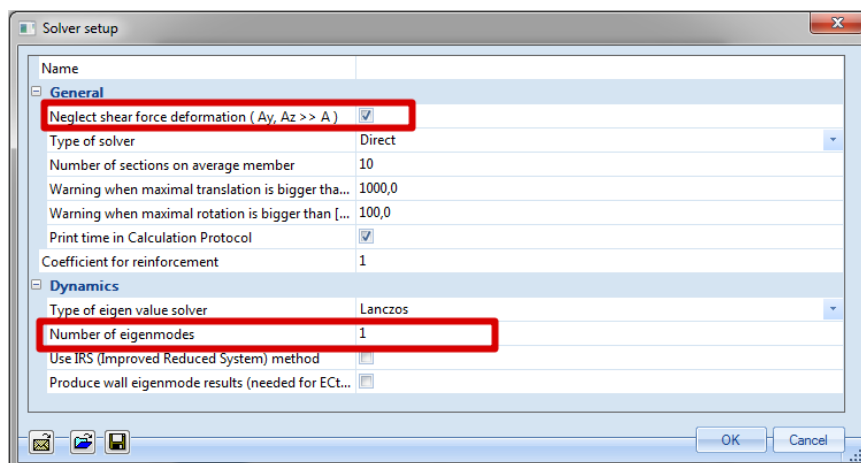 Solver setup
Name
General
Neglect shear force deformation ( Ay, Az >> A )
Type of solver Direct
Number of sections on average member 10
Warning when maximal translation is bigger tha... 1000,0
Warning when maximal rotation is bigger than [... 100,0
Print time in Calculation Protocol
Coefficient for reinforcement 1
Dynamics
Type of eigen value solver Lanczos
Number of eigenmodes 1
Use IRS (Improved Reduced System) method
Produce wall eigenmode results (needed for ECt...
OK Cancel